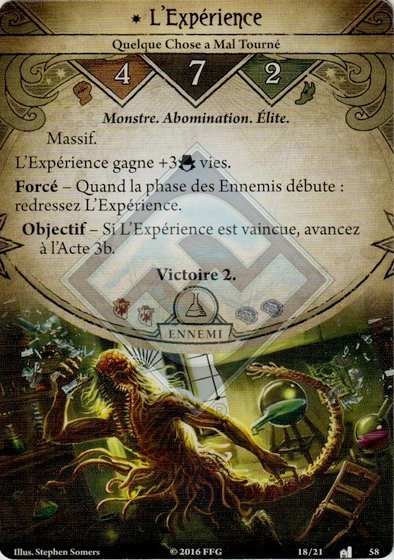 L'Expérience
Quelque Chose a Mal Tourné
4 7 2
Monstre. Abomination. Élite.
Massif.
L'Expérience gagne +3 vies.
Forcé – Quand la phase des Ennemis débute :
redressez L'Expérience.
Objectif – Si L'Expérience est vaincue, avancez
à l'Acte 3b.
Victoire 2.
ENNEMI
Illus. Stephen Somers © 2016 FFG 18/21 58